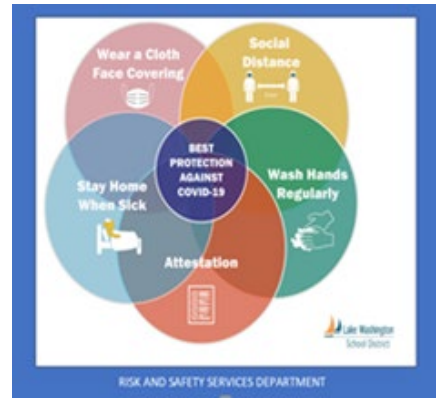 Wear a Cloth
Face Covering
Social
Distance
BEST
PROTECTION
AGAINST
COVID-19
Stay Home
When Sick
Wash Hands
Regularly
Attestation
Lake Washington
School District
RISK AND SAFETY SERVICES DEPARTMENT